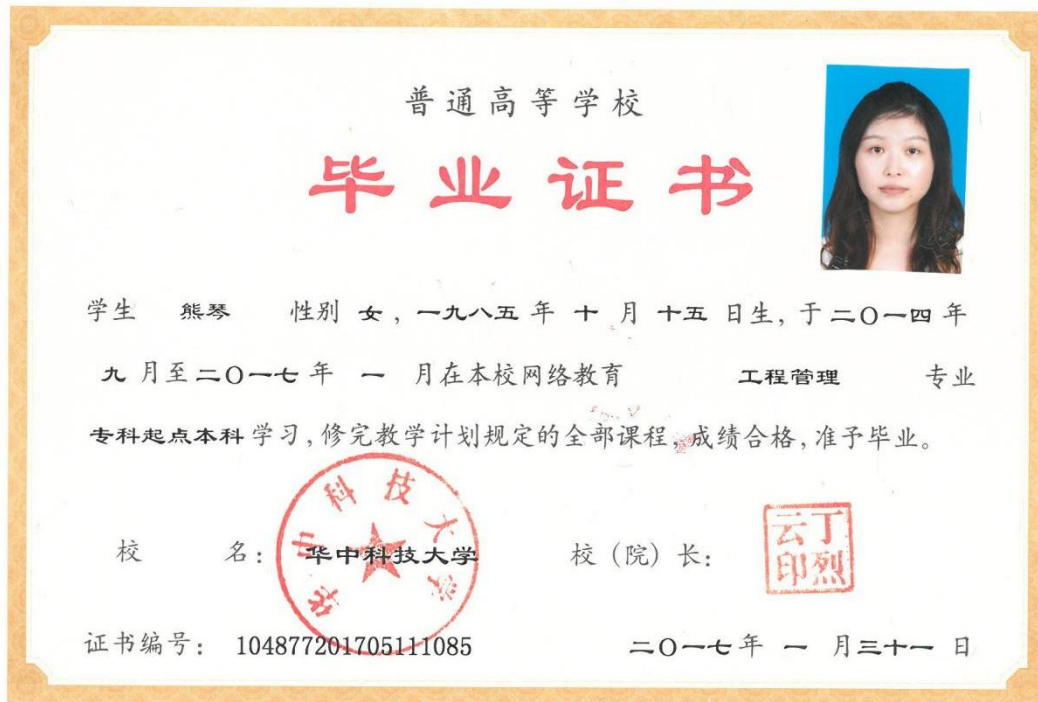 普通高等学校
毕业证书
学生 熊琴 性别 女，一九八五年 十 月 十五 日生，于二〇一四年
九 月至二〇一七年 一 月在本校网络教育 工程管理 专业
专科起点本科学习，修完教学计划规定的全部课程，成绩合格，准予毕业。
华中科技大学
校 名：华中科技大学 校（院）长：
丁烈云印
证书编号：104877201705111085 二〇一七年 一 月三十一 日